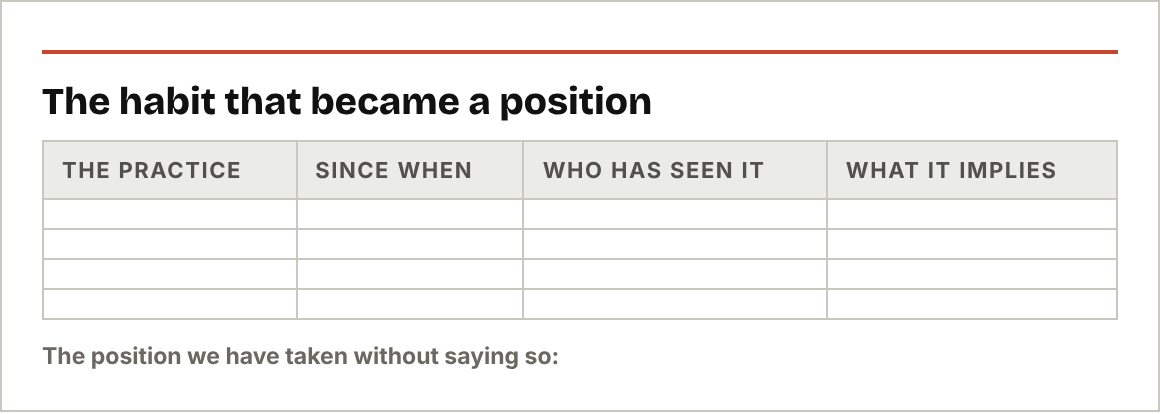 The habit that became a position
THE PRACTICE SINCE WHEN WHO HAS SEEN IT WHAT IT IMPLIES
The position we have taken without saying so: